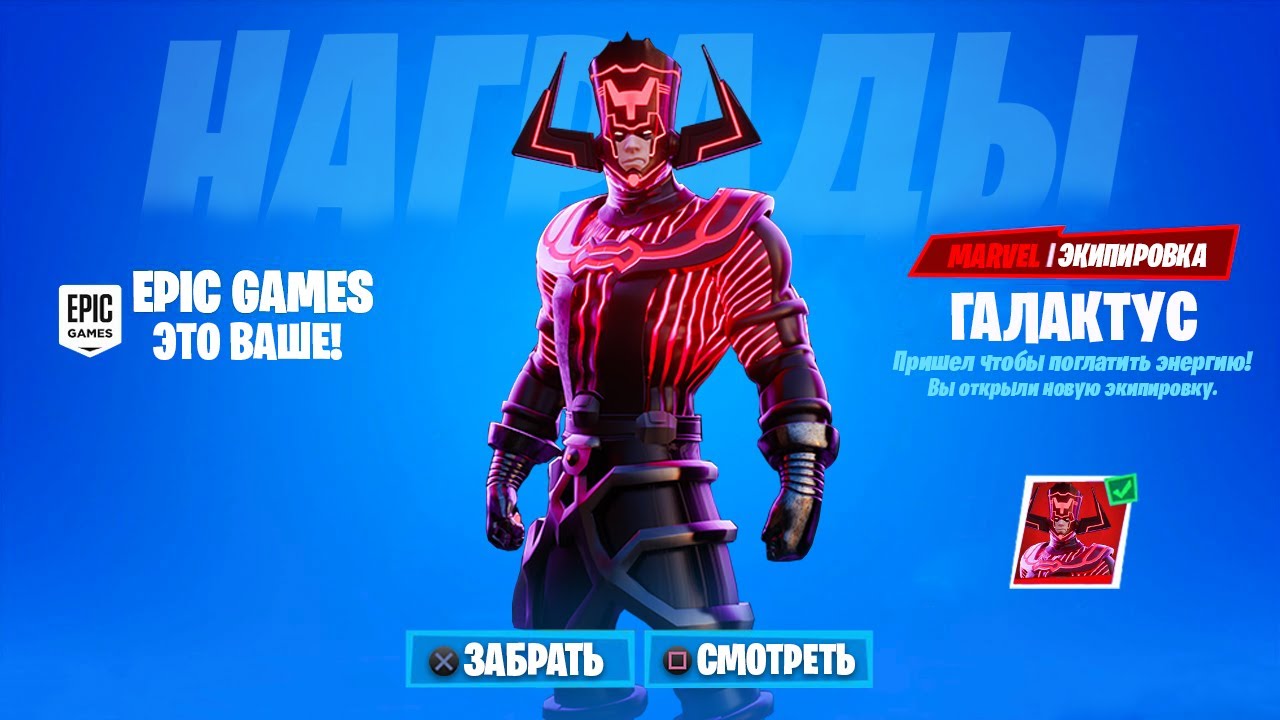 НАГРАДЫ
EPIC GAMES
EPIC GAMES
ЭТО ВАШЕ!
MARVEL / ЭКИПИРОВКА
ГАЛАКТУС
Пришел чтобы поглатить энергию!
Вы открыли новую экипировку.
ЗАБРАТЬ
СМОТРЕТЬ